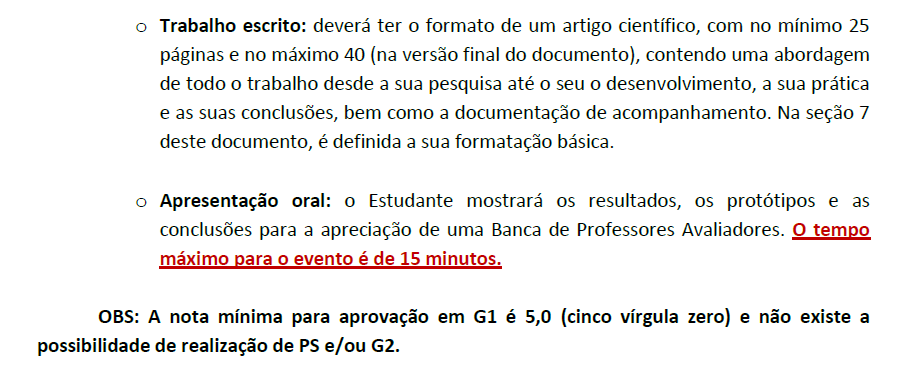 o Trabalho escrito: deverá ter o formato de um artigo científico, com no mínimo 25
páginas e no máximo 40 (na versão final do documento), contendo uma abordagem
de todo o trabalho desde a sua pesquisa até o seu o desenvolvimento, a sua prática
e as suas conclusões, bem como a documentação de acompanhamento. Na seção 7
deste documento, é definida a sua formatação básica.
o Apresentação oral: o Estudante mostrará os resultados, os protótipos e as
conclusões para a apreciação de uma Banca de Professores Avaliadores. O tempo
máximo para o evento é de 15 minutos.
OBS: A nota mínima para aprovação em G1 é 5,0 (cinco vírgula zero) e não existe a
possibilidade de realização de PS e/ou G2.